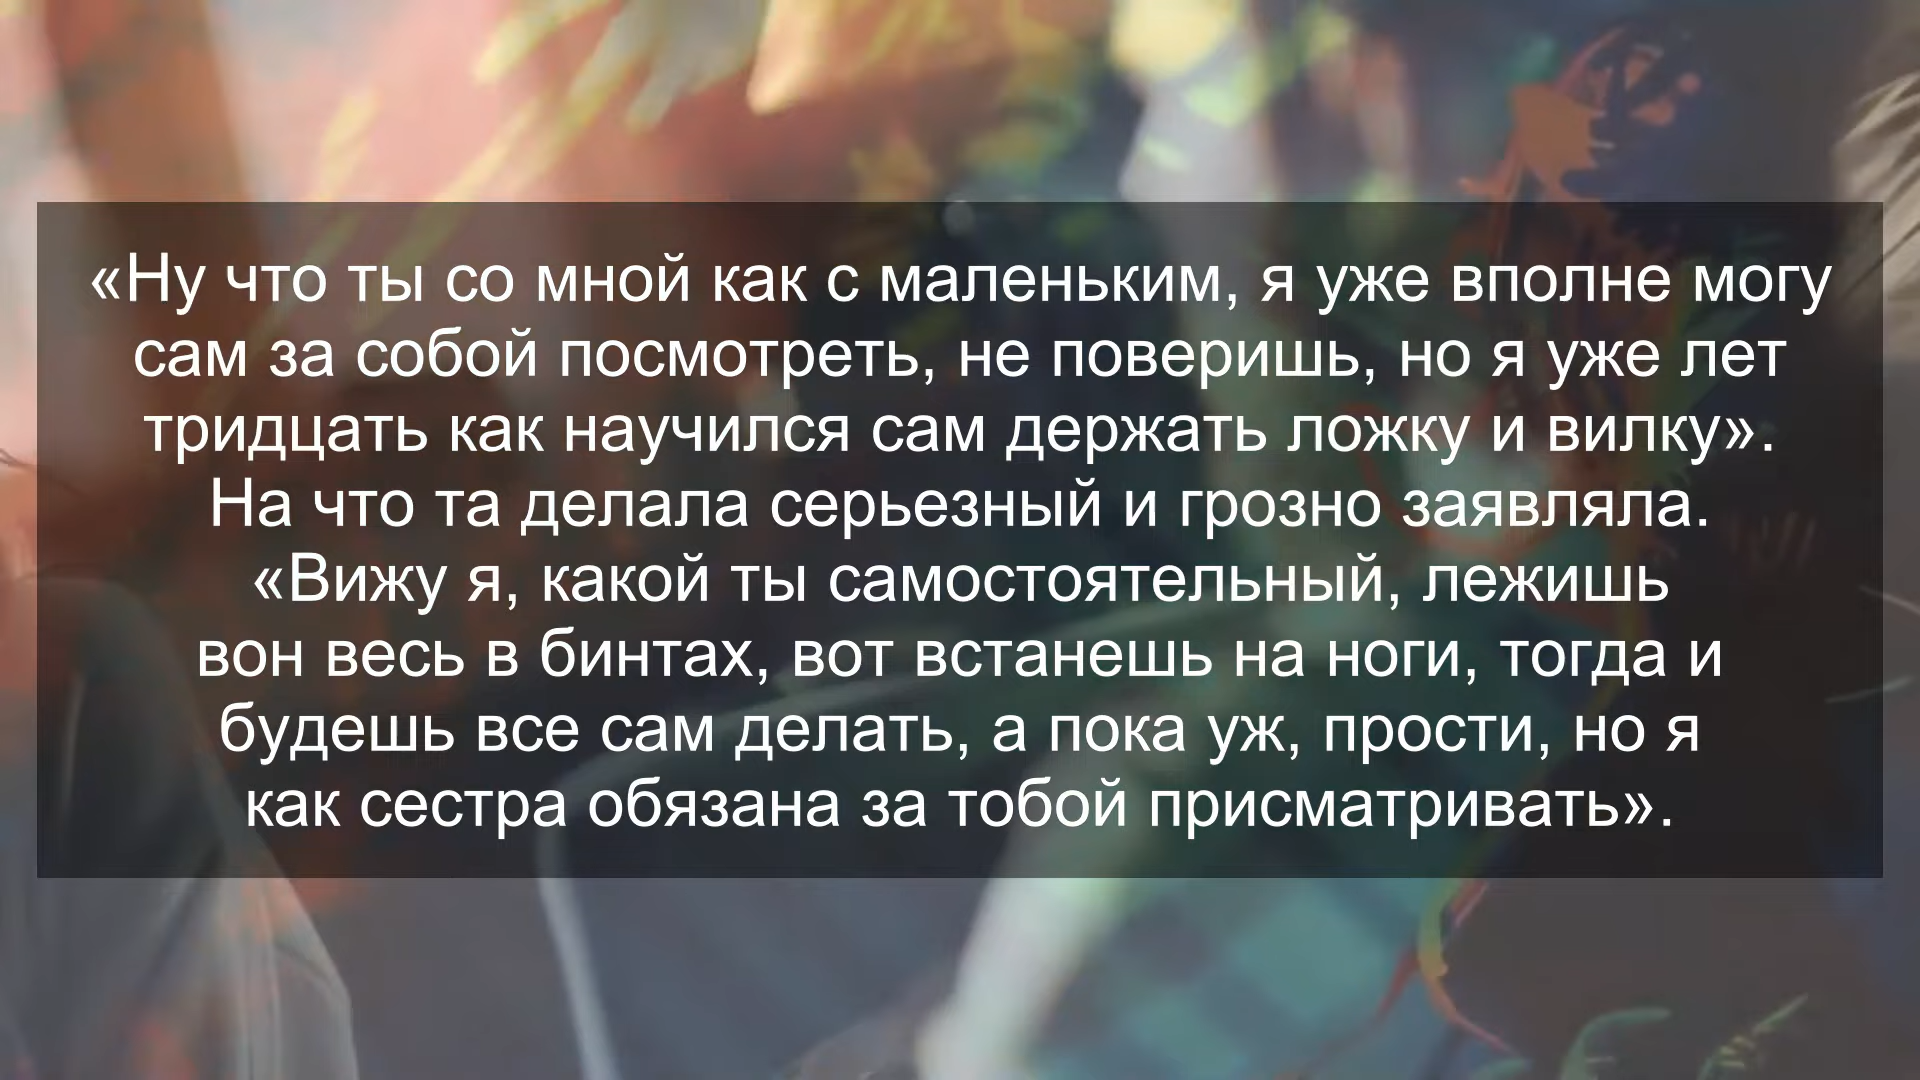 «Ну что ты со мной как с маленьким, я уже вполне могу
сам за собой посмотреть, не поверишь, но я уже лет
тридцать как научился сам держать ложку и вилку».
На что та делала серьезный и грозно заявляла.
«Вижу я, какой ты самостоятельный, лежишь
вон весь в бинтах, вот встанешь на ноги, тогда и
будешь все сам делать, а пока уж, прости, но я
как сестра обязана за тобой присматривать».